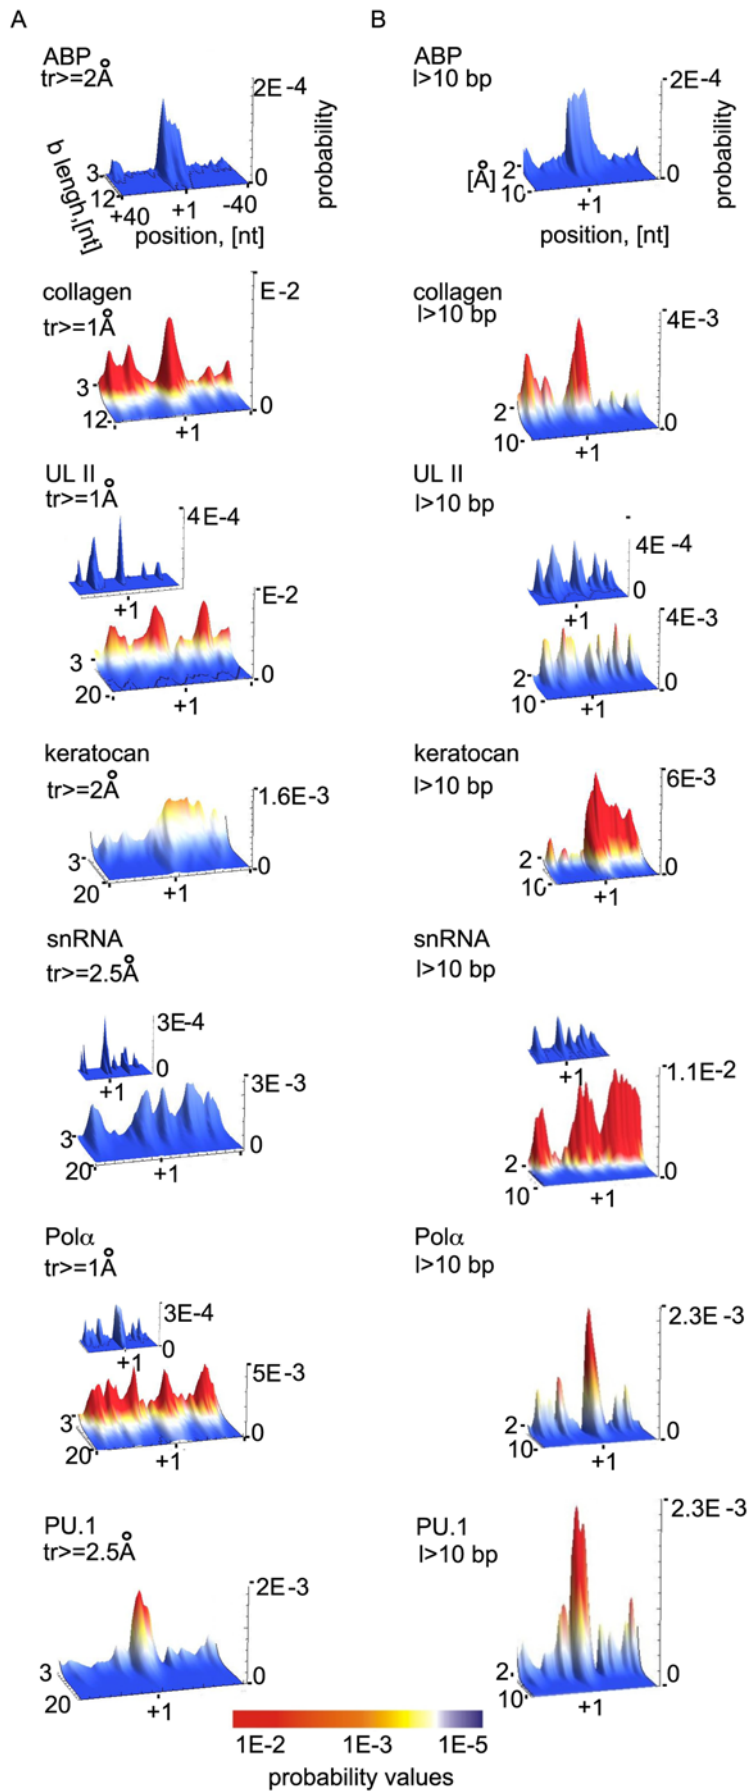 A
B
ABP
tr>=2Å
2E-4
probability
b lengh,[nt]
3
12
+40
+1
-40
0
position, [nt]
ABP
l>10 bp
2E-4
probability
[Å]
2
10
0
+1
position, [nt]
collagen
tr>=1Å
E-2
3
12
0
+1
collagen
l>10 bp
4E-3
2
10
0
+1
UL II
tr>=1Å
4E-4
+1
E-2
3
20
0
+1
UL II
l>10 bp
4E -4
0
+1
4E-3
2
10
0
+1
keratocan
tr>=2Å
1.6E-3
3
20
0
+1
keratocan
l>10 bp
6E-3
2
10
0
+1
snRNA
tr>=2.5Å
3E-4
0
+1
3E-3
3
20
0
+1
snRNA
l>10 bp
+1
1.1E-2
2
10
0
+1
Polα
tr>=1Å
3E-4
0
+1
5E-3
3
20
0
+1
Polα
l>10 bp
2.3E -3
2
10
0
+1
PU.1
tr>=2.5Å
2E-3
3
20
0
+1
PU.1
l>10 bp
2.3E -3
2
10
0
+1
1E-2 1E-3 1E-5
probability values